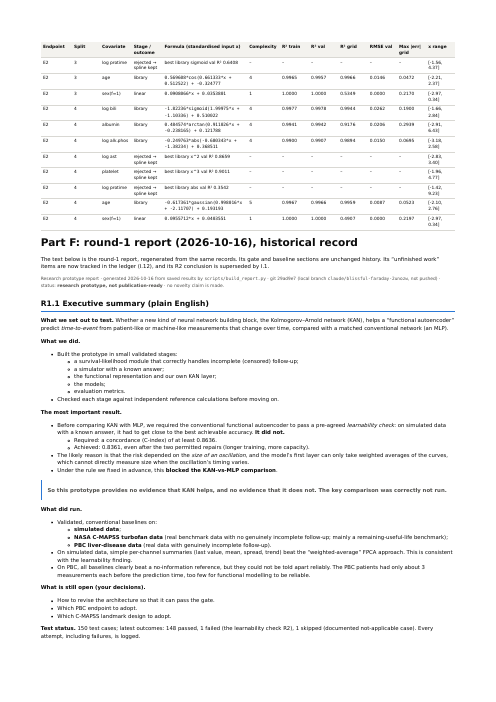 Endpoint Split Covariate Stage / outcome Formula (standardised input x) Complexity R² train R² val R² grid RMSE val Max |err| grid x range
E2 3 log protime rejected → spline kept best library sigmoid val R² 0.6408 – – – – – – [-1.56, 4.37]
E2 3 age library 0.569688*cos(0.661333*x + 0.512522) + -0.324777 4 0.9965 0.9957 0.9966 0.0146 0.0472 [-2.21, 2.37]
E2 3 sex(f=1) linear 0.0908066*x + 0.0353891 1 1.0000 1.0000 0.5349 0.0000 0.2170 [-2.97, 0.34]
E2 4 log bili library -1.02236*sigmoid(1.99975*x + -1.10336) + 0.510022 4 0.9977 0.9978 0.9944 0.0262 0.1900 [-1.66, 2.84]
E2 4 albumin library 0.484574*arctan(0.911826*x + -0.238165) + 0.121788 4 0.9941 0.9942 0.9176 0.0206 0.2939 [-2.91, 6.43]
E2 4 log alk.phos library -0.249763*abs(-0.680243*x + -1.38224) + 0.368511 4 0.9900 0.9907 0.9894 0.0150 0.0695 [-3.18, 2.58]
E2 4 log ast rejected → spline kept best library x^2 val R² 0.8659 – – – – – – [-2.83, 3.40]
E2 4 platelet rejected → spline kept best library x^3 val R² 0.9011 – – – – – – [-1.96, 4.77]
E2 4 log protime rejected → spline kept best library abs val R² 0.3542 – – – – – – [-1.42, 9.23]
E2 4 age library -0.617361*gaussian(0.998016*x + -2.11707) + 0.193193 5 0.9967 0.9966 0.9959 0.0087 0.0523 [-2.10, 2.76]
E2 4 sex(f=1) linear 0.0955712*x + 0.0403551 1 1.0000 1.0000 0.4907 0.0000 0.2197 [-2.97, 0.34]
Part F: round-1 report (2026-10-16), historical record
The text below is the round-1 report, regenerated from the same records. Its gate and baseline sections are unchanged history. Its "unfinished work"
items are now tracked in the ledger (I.12), and its R2 conclusion is superseded by I.1.
Research prototype report · generated 2026-10-16 from saved results by scripts/build_report.py · git 29ad9e7 (local branch claude/blissful-faraday-2uncuw, not pushed) ·
status: research prototype, not publication-ready · no novelty claim is made.
R1.1 Executive summary (plain English)
What we set out to test. Whether a new kind of neural network building block, the Kolmogorov–Arnold network (KAN), helps a "functional autoencoder"
predict time-to-event from patient-like or machine-like measurements that change over time, compared with a matched conventional network (an MLP).
What we did.
• Built the prototype in small validated stages:
○ a survival-likelihood module that correctly handles incomplete (censored) follow-up;
○ a simulator with a known answer;
○ the functional representation and our own KAN layer;
○ the models;
○ evaluation metrics.
• Checked each stage against independent reference calculations before moving on.
The most important result.
• Before comparing KAN with MLP, we required the conventional functional autoencoder to pass a pre-agreed learnability check: on simulated data
with a known answer, it had to get close to the best achievable accuracy. It did not.
○ Required: a concordance (C-index) of at least 0.8636.
○ Achieved: 0.8361, even after the two permitted repairs (longer training, more capacity).
• The likely reason is that the risk depended on the size of an oscillation, and the model's first layer can only take weighted averages of the curves,
which cannot directly measure size when the oscillation's timing varies.
• Under the rule we fixed in advance, this blocked the KAN-vs-MLP comparison.
So this prototype provides no evidence that KAN helps, and no evidence that it does not. The key comparison was correctly not run.
What did run.
• Validated, conventional baselines on:
○ simulated data;
○ NASA C-MAPSS turbofan data (real benchmark data with no genuinely incomplete follow-up; mainly a remaining-useful-life benchmark);
○ PBC liver-disease data (real data with genuinely incomplete follow-up).
• On simulated data, simple per-channel summaries (last value, mean, spread, trend) beat the "weighted-average" FPCA approach. This is consistent
with the learnability finding.
• On PBC, all baselines clearly beat a no-information reference, but they could not be told apart reliably. The PBC patients had only about 3
measurements each before the prediction time, too few for functional modelling to be reliable.
What is still open (your decisions).
• How to revise the architecture so that it can pass the gate.
• Which PBC endpoint to adopt.
• Which C-MAPSS landmark design to adopt.
Test status. 150 test cases; latest outcomes: 148 passed, 1 failed (the learnability check R2), 1 skipped (documented not-applicable case). Every
attempt, including failures, is logged.